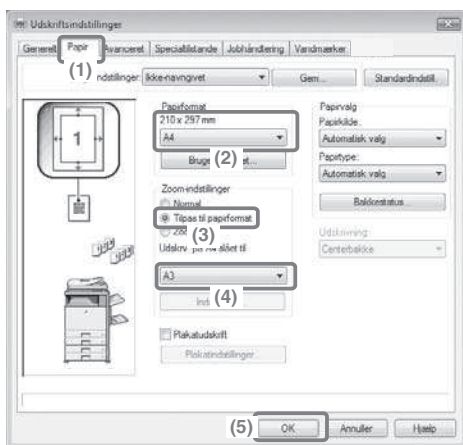 Udskriftsindstillinger
Papir
Avanceret
Specialtilstande
Jobhåndtering
Vandmærker
(1)
Ikke-navngivet
Gem...
Standardindstil.
Papirformat
210 x 297 mm
A4
(2)
Papirvalg
Papirkilde:
Automatisk valg
Papirtype:
Automatisk valg
Bakkestatus...
Zoom-indstillinger
Normal
Tilpas til papirformat
(3)
A3
(4)
Udskrivning:
Centerbakke
Plakatudskrift
Plakatindstillinger
1
(5)
OK
Annuller
Hjælp